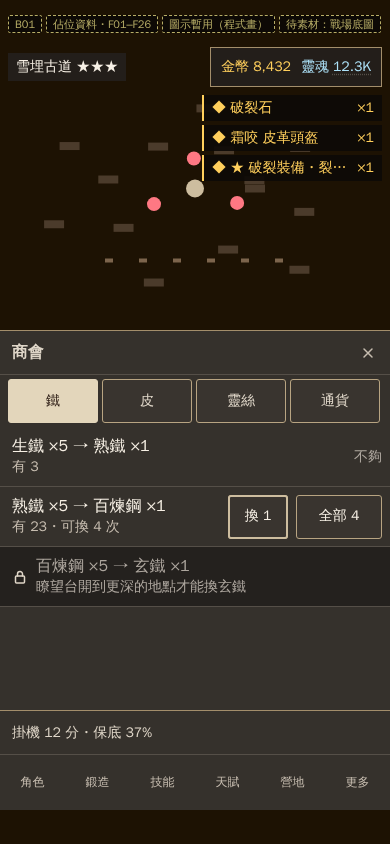 B01 佔位資料・F01–F26 圖示暫用（程式畫） 待素材：戰場底圖
雪埋古道 ★★★ 金幣 8,432 靈魂 12.3K
◆ 破裂石 ×1
◆ 霜咬 皮革頭盔 ×1
◆ ★ 破裂裝備・裂… ×1
商會 ×
鐵 皮 靈絲 通貨
生鐵 ×5 → 熟鐵 ×1
有 3 不夠
熟鐵 ×5 → 百煉鋼 ×1
有 23・可換 4 次 換 1 全部 4
百煉鋼 ×5 → 玄鐵 ×1
瞭望台開到更深的地點才能換玄鐵
掛機 12 分・保底 37%
角色 鍛造 技能 天賦 營地 更多